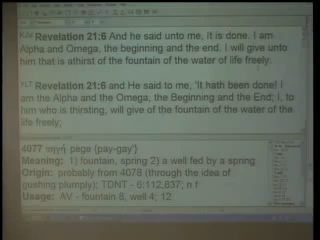 KJV Revelation 21:6 And he said unto me, it is done. I am
Alpha and Omega, the beginning and the end. I will give unto
him that is athirst of the fountain of the water of life freely.
YLT Revelation 21:6 and He said to me, 'It hath been done! I
am the Alpha and the Omega, the Beginning and the End; I, to
him who is thirsting, will give of the fountain of the water of the
life freely;
4077 πηγή page {pay-gay'}
Meaning: 1) fountain, spring 2) a well fed by a spring
Origin: probably from 4078 (through the idea of
gushing plumply); TDNT - 6:112,837; n f
Usage: AV - fountain 8, well 4; 12